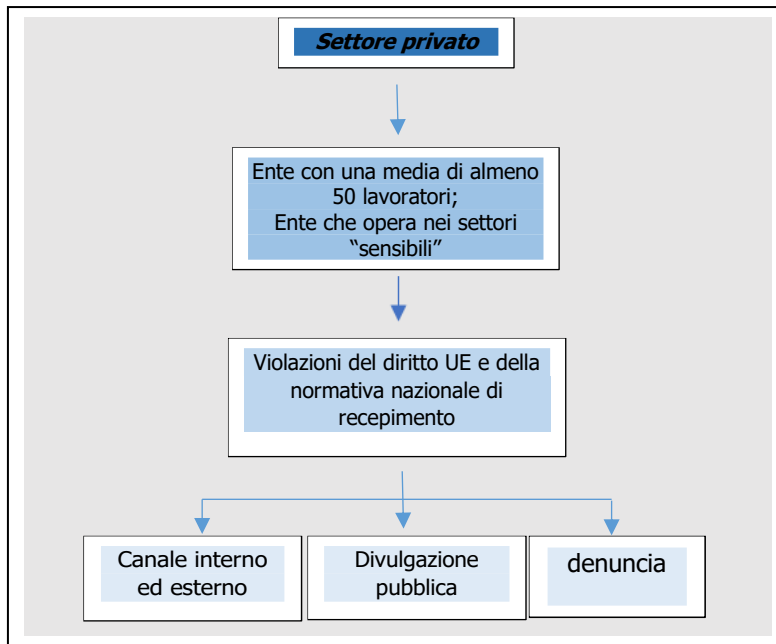 Settore privato
Ente con una media di almeno
50 lavoratori;
Ente che opera nei settori
“sensibili”
Violazioni del diritto UE e della
normativa nazionale di
recepimento
Canale interno
ed esterno
Divulgazione
pubblica
denuncia